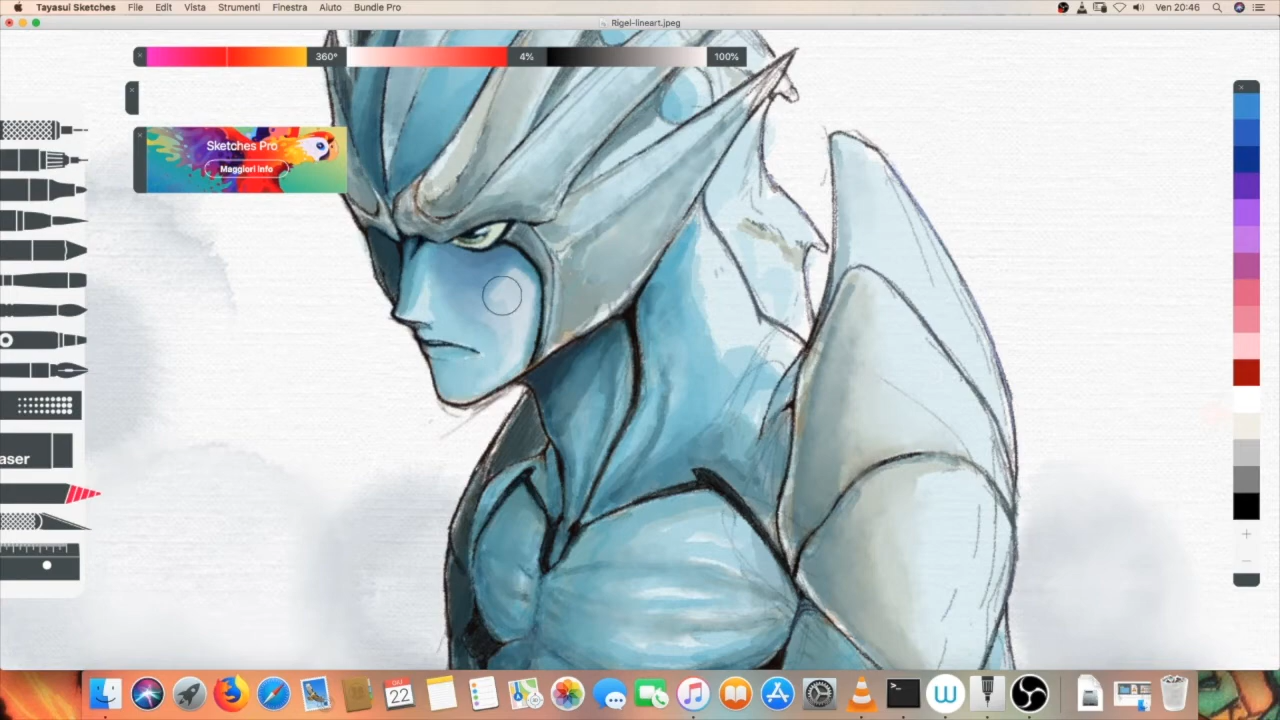 Tayasui Sketches File Edit Vista Strumenti Finestra Aiuto Bundle Pro Ven 20:46
Rigel-lineart.jpeg
360° 4% 100%
Sketches Pro
Maggiori info
aser
22